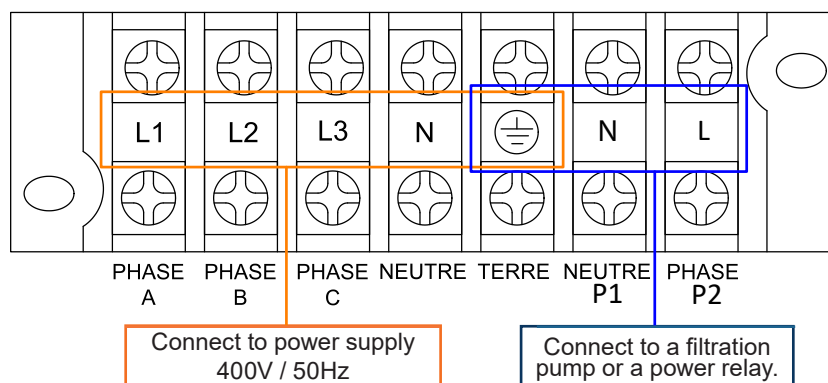 L1 L2 L3 N N L
PHASE PHASE PHASE NEUTRE TERRE NEUTRE PHASE
A B C P1 P2
Connect to power supply
400V / 50Hz
Connect to a filtration
pump or a power relay.